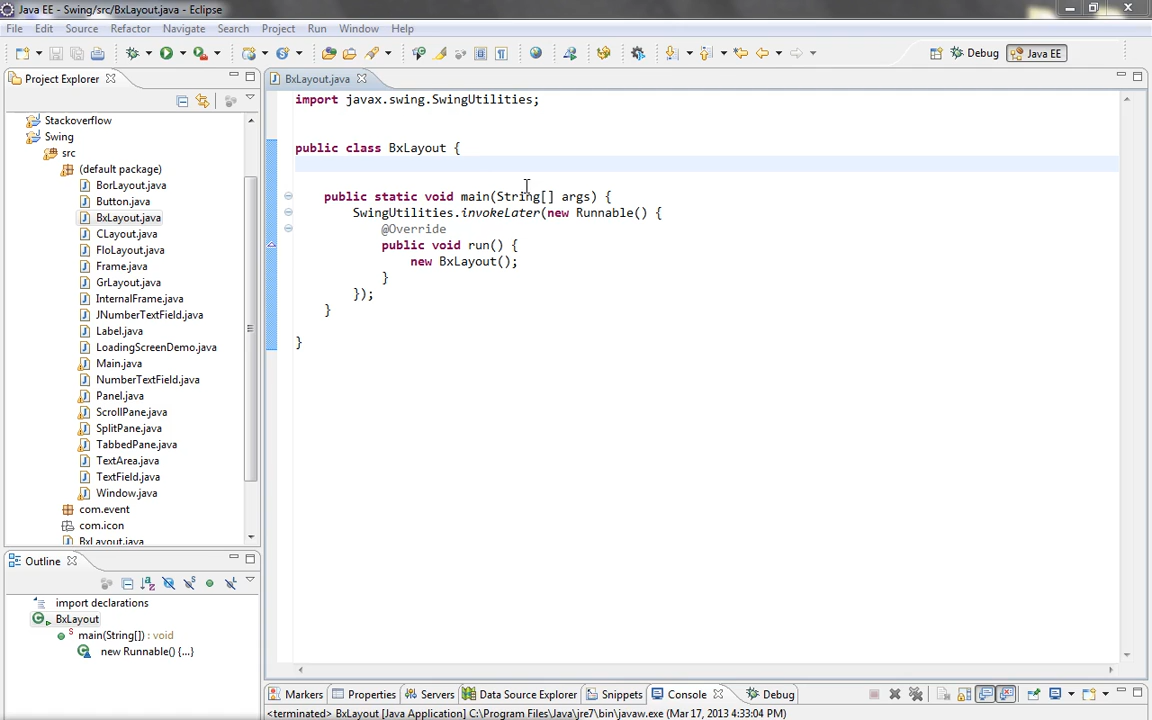 Java EE - Swing/src/BxLayout.java - Eclipse
File Edit Source Refactor Navigate Search Project Run Window Help
Debug Java EE
Project Explorer
BxLayout.java
Stackoverflow
Swing
src
(default package)
BorLayout.java
Button.java
BxLayout.java
CLayout.java
FloLayout.java
Frame.java
GrLayout.java
InternalFrame.java
JNumberTextField.java
Label.java
LoadingScreenDemo.java
Main.java
NumberTextField.java
Panel.java
ScrollPane.java
SplitPane.java
TabbedPane.java
TextArea.java
TextField.java
Window.java
com.event
com.icon
BxLayout.java
import javax.swing.SwingUtilities;
public class BxLayout {
public static void main(String[] args) {
SwingUtilities.invokeLater(new Runnable() {
@Override
public void run() {
new BxLayout();
}
});
}
}
Outline
import declarations
BxLayout
main(String[]) : void
new Runnable() {...}
Markers Properties Servers Data Source Explorer Snippets Console Debug
<terminated> BxLayout [Java Application] C:\Program Files\Java\jre7\bin\javaw.exe (Mar 17, 2013 4:33:04 PM)